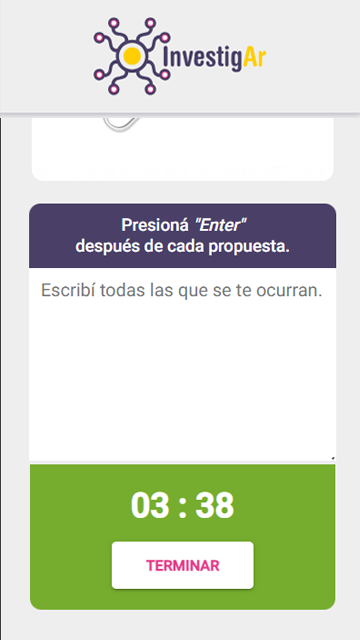 InvestigAr
Presioná "Enter"
después de cada propuesta.
Escribí todas las que se te ocurran.
03 : 38
TERMINAR